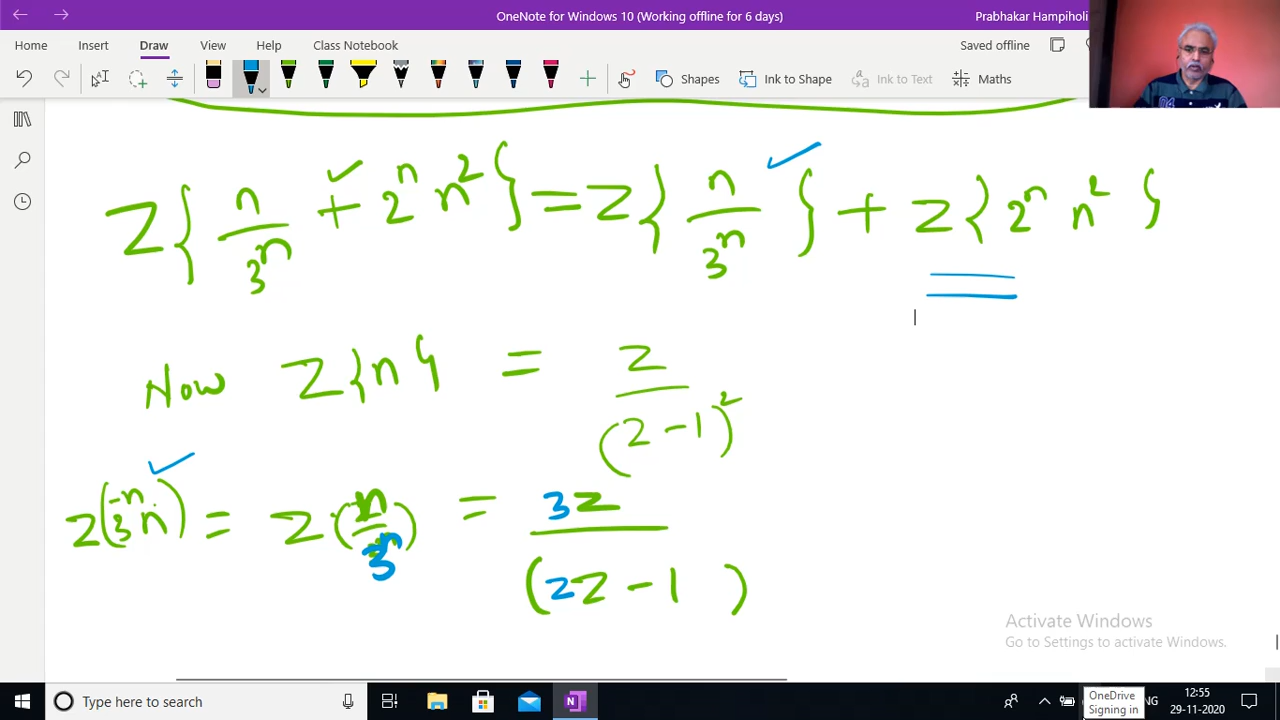 OneNote for Windows 10 (Working offline for 6 days)
Prabhakar Hampiholi
Home Insert Draw View Help Class Notebook
Saved offline
Shapes Ink to Shape Ink to Text Maths
Z{n/3^n + 2^n n^2} = Z{n/3^n} + Z{2^n n^2}
Now Z{n} = z/(2-1)^2
Z(3^-n n) = Z(n/3^n) = 3z/(2z-1)
Activate Windows
Go to Settings to activate Windows.
Type here to search
OneDrive
Signing in
NG
12:55
29-11-2020